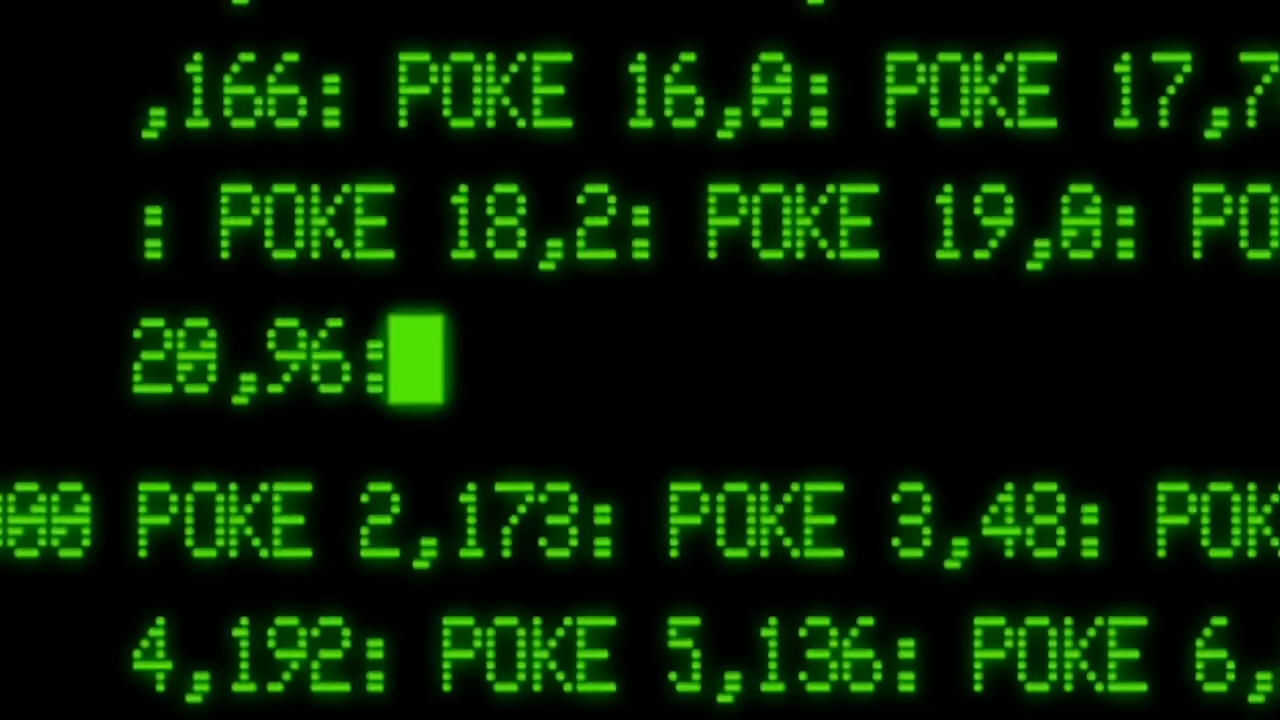 ,166: POKE 16,0: POKE 17,7
: POKE 18,2: POKE 19,0: PO
20,96:
00 POKE 2,173: POKE 3,48: POK
4,192: POKE 5,136: POKE 6,